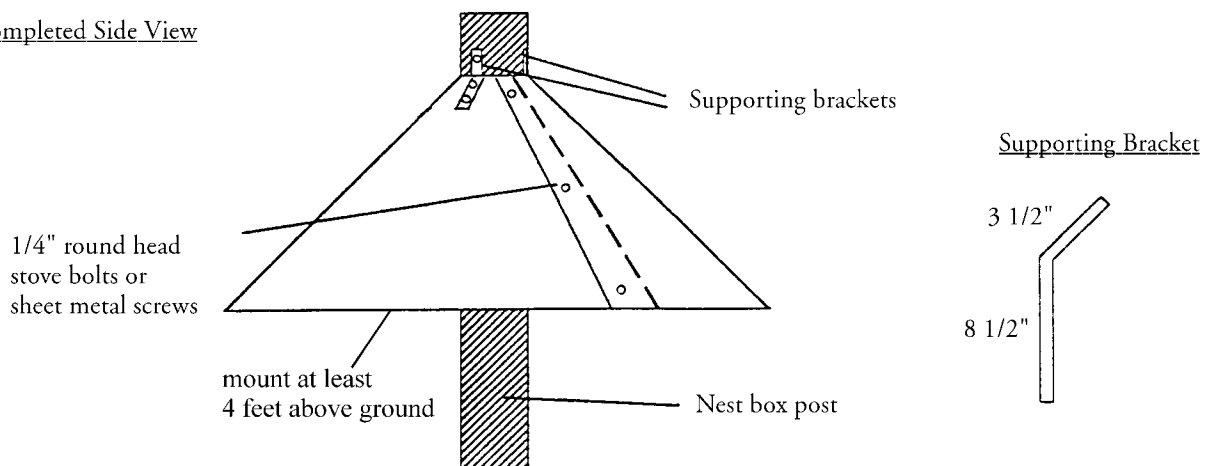 Side View
Supporting brackets
Supporting Bracket
3 1/2"
1/4" round head
stove bolts or
sheet metal screws
8 1/2"
mount at least
4 feet above ground
Nest box post